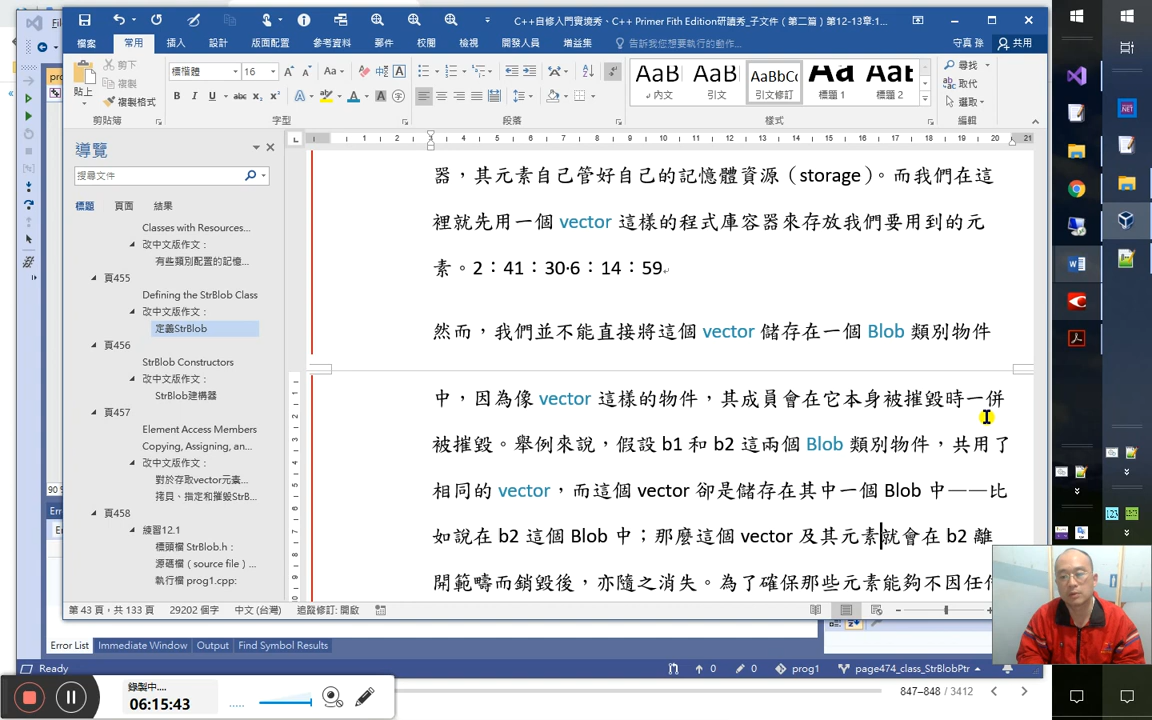 C++自修入門實境秀、C++ Primer Fith Edition研讀秀_子文件（第二篇）12-13章:1...
檔案 常用 插入 設計 版面配置 參考資料 郵件 校閱 檢視 開發人員 增益集 告訴我您想要執行的動作... 守真 孫 共用
貼上 剪下 複製 複製格式
楷體 16
AaBbCc
↵內文 引文 引文修訂 標題 1 標題 2
尋找 取代 選取
剪貼簿 字型 段落 樣式 編輯
導覽
搜尋文件
標題 頁面 結果
Classes with Resources...
改中文版作文：
有些類別配置的記憶...
頁455
Defining the StrBlob Class
改中文版作文：
定義StrBlob
頁456
StrBlob Constructors
改中文版作文：
StrBlob建構器
頁457
Element Access Members
Copying, Assigning, an...
改中文版作文：
對於存取vector元素...
拷貝、指定和摧毀StrB...
頁458
練習12.1
標頭檔 StrBlob.h：
源碼檔（source file）...
執行檔 prog1.cpp:
器，其元素自己管好自己的記憶體資源（storage）。而我們在這
裡就先用一個 vector 這樣的程式庫容器來存放我們要用到的元
素。2：41：30·6：14：59
然而，我們並不能直接將這個 vector 儲存在一個 Blob 類別物件
中，因為像 vector 這樣的物件，其成員會在它本身被摧毀時一併
被摧毀。舉例來說，假設 b1 和 b2 這兩個 Blob 類別物件，共用了
相同的 vector，而這個 vector 卻是儲存在其中一個 Blob 中——比
如說在 b2 這個 Blob 中；那麼這個 vector 及其元素就會在 b2 離
開範疇而銷毀後，亦隨之消失。為了確保那些元素能夠不因任
第 43 頁，共 133 頁 29202 個字 中文 (台灣) 追蹤修訂: 開啟
Error List Immediate Window Output Find Symbol Results
Ready 0 0 prog1 page474_class_StrBlobPtr
錄製中....
06:15:43
847–848 / 3412